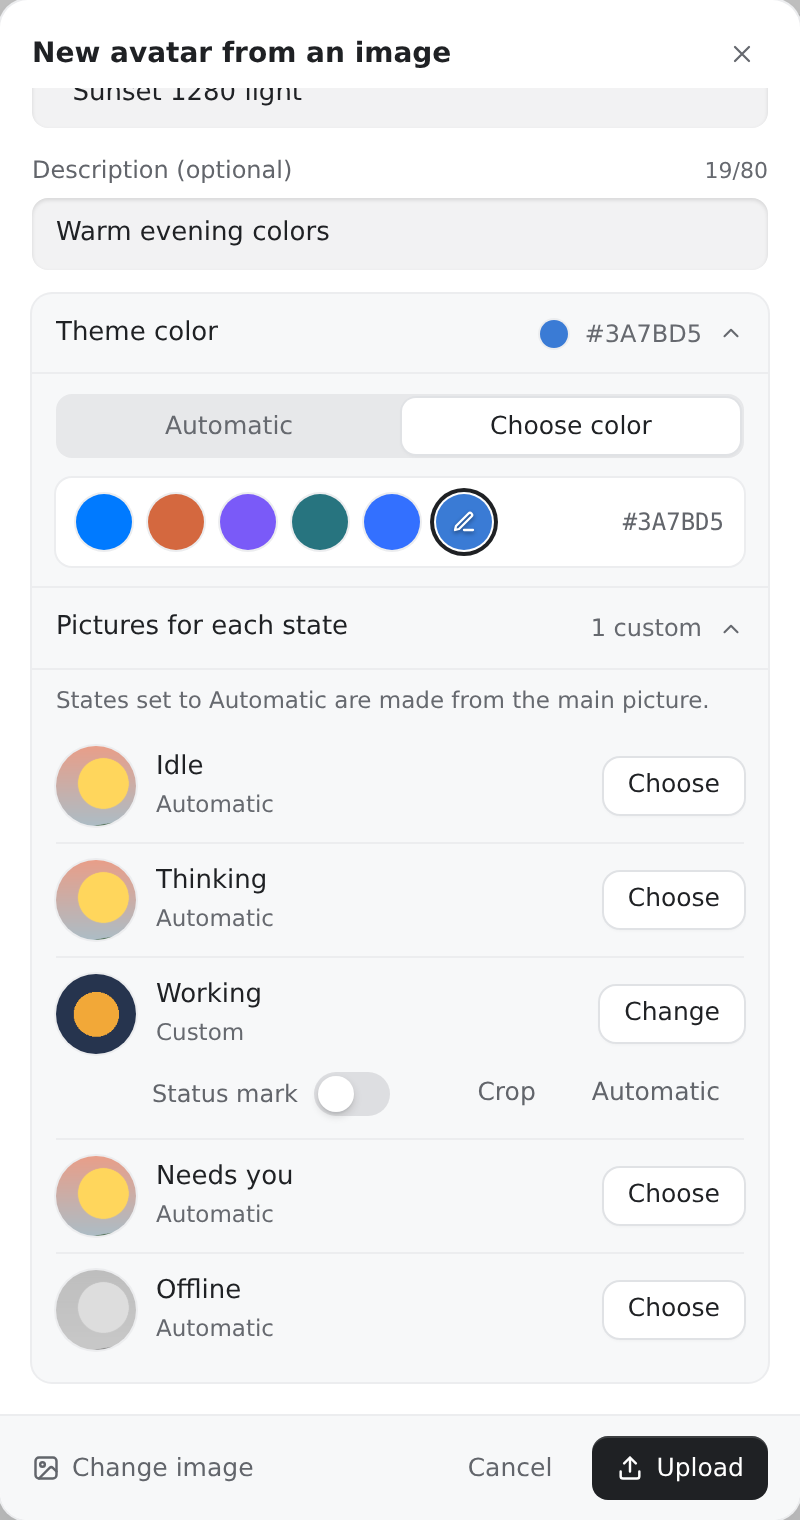 New avatar from an image
Sunset 1280 light
Description (optional) 19/80
Warm evening colors
Theme color #3A7BD5
Automatic Choose color
#3A7BD5
Pictures for each state 1 custom
States set to Automatic are made from the main picture.
Idle
Automatic
Choose
Thinking
Automatic
Choose
Working
Custom
Change
Status mark Crop Automatic
Needs you
Automatic
Choose
Offline
Automatic
Choose
Change image Cancel Upload